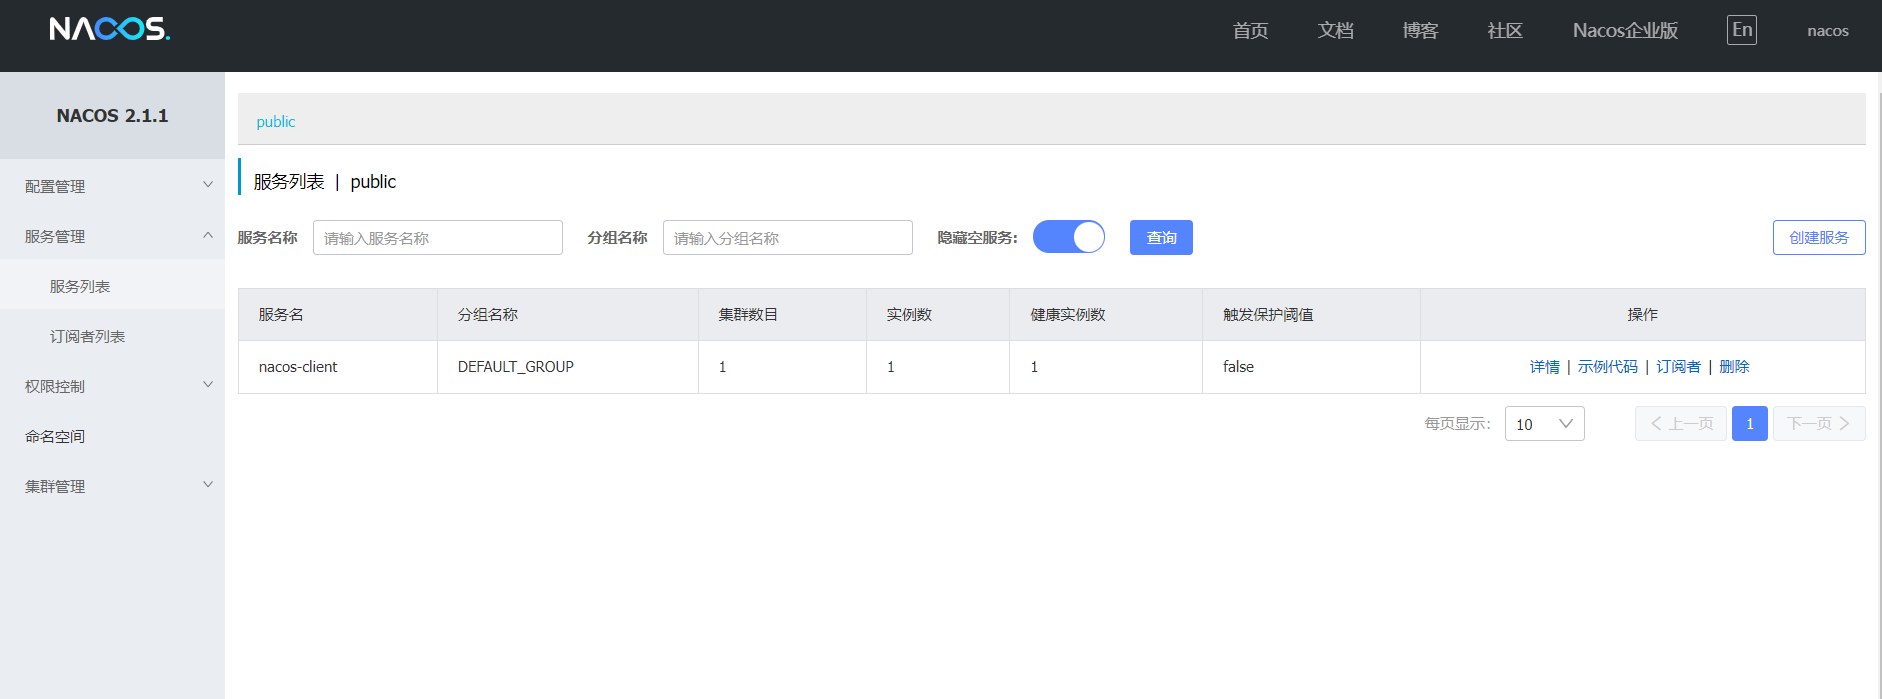 NACOS.
首页 文档 博客 社区 Nacos企业版 En nacos
NACOS 2.1.1
配置管理
服务管理
服务列表
订阅者列表
权限控制
命名空间
集群管理
public
服务列表 | public
服务名称 请输入服务名称 分组名称 请输入分组名称 隐藏空服务: 查询 创建服务
服务名 分组名称 集群数目 实例数 健康实例数 触发保护阈值 操作
nacos-client DEFAULT_GROUP 1 1 1 false 详情 | 示例代码 | 订阅者 | 删除
每页显示: 10 上一页 1 下一页